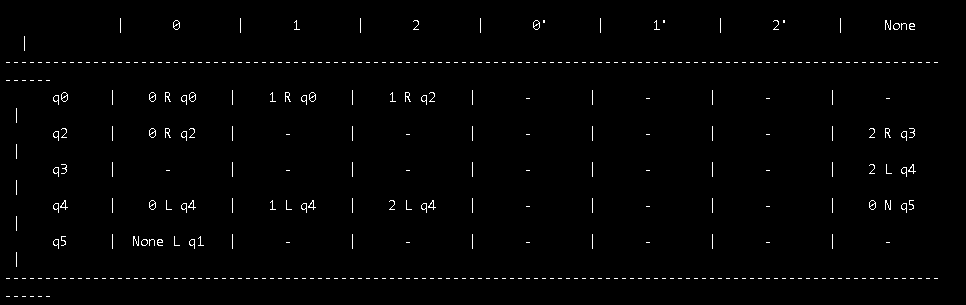 | 0 | 1 | 2 | 0' | 1' | 2' | None
|
------------------------------------------------------------------------------------------------------------------------
------
q0 | 0 R q0 | 1 R q0 | 1 R q2 | - | - | - | -
|
q2 | 0 R q2 | - | - | - | - | - | 2 R q3
|
q3 | - | - | - | - | - | - | 2 L q4
|
q4 | 0 L q4 | 1 L q4 | 2 L q4 | - | - | - | 0 N q5
|
q5 | None L q1 | - | - | - | - | - | -
|
------------------------------------------------------------------------------------------------------------------------
------